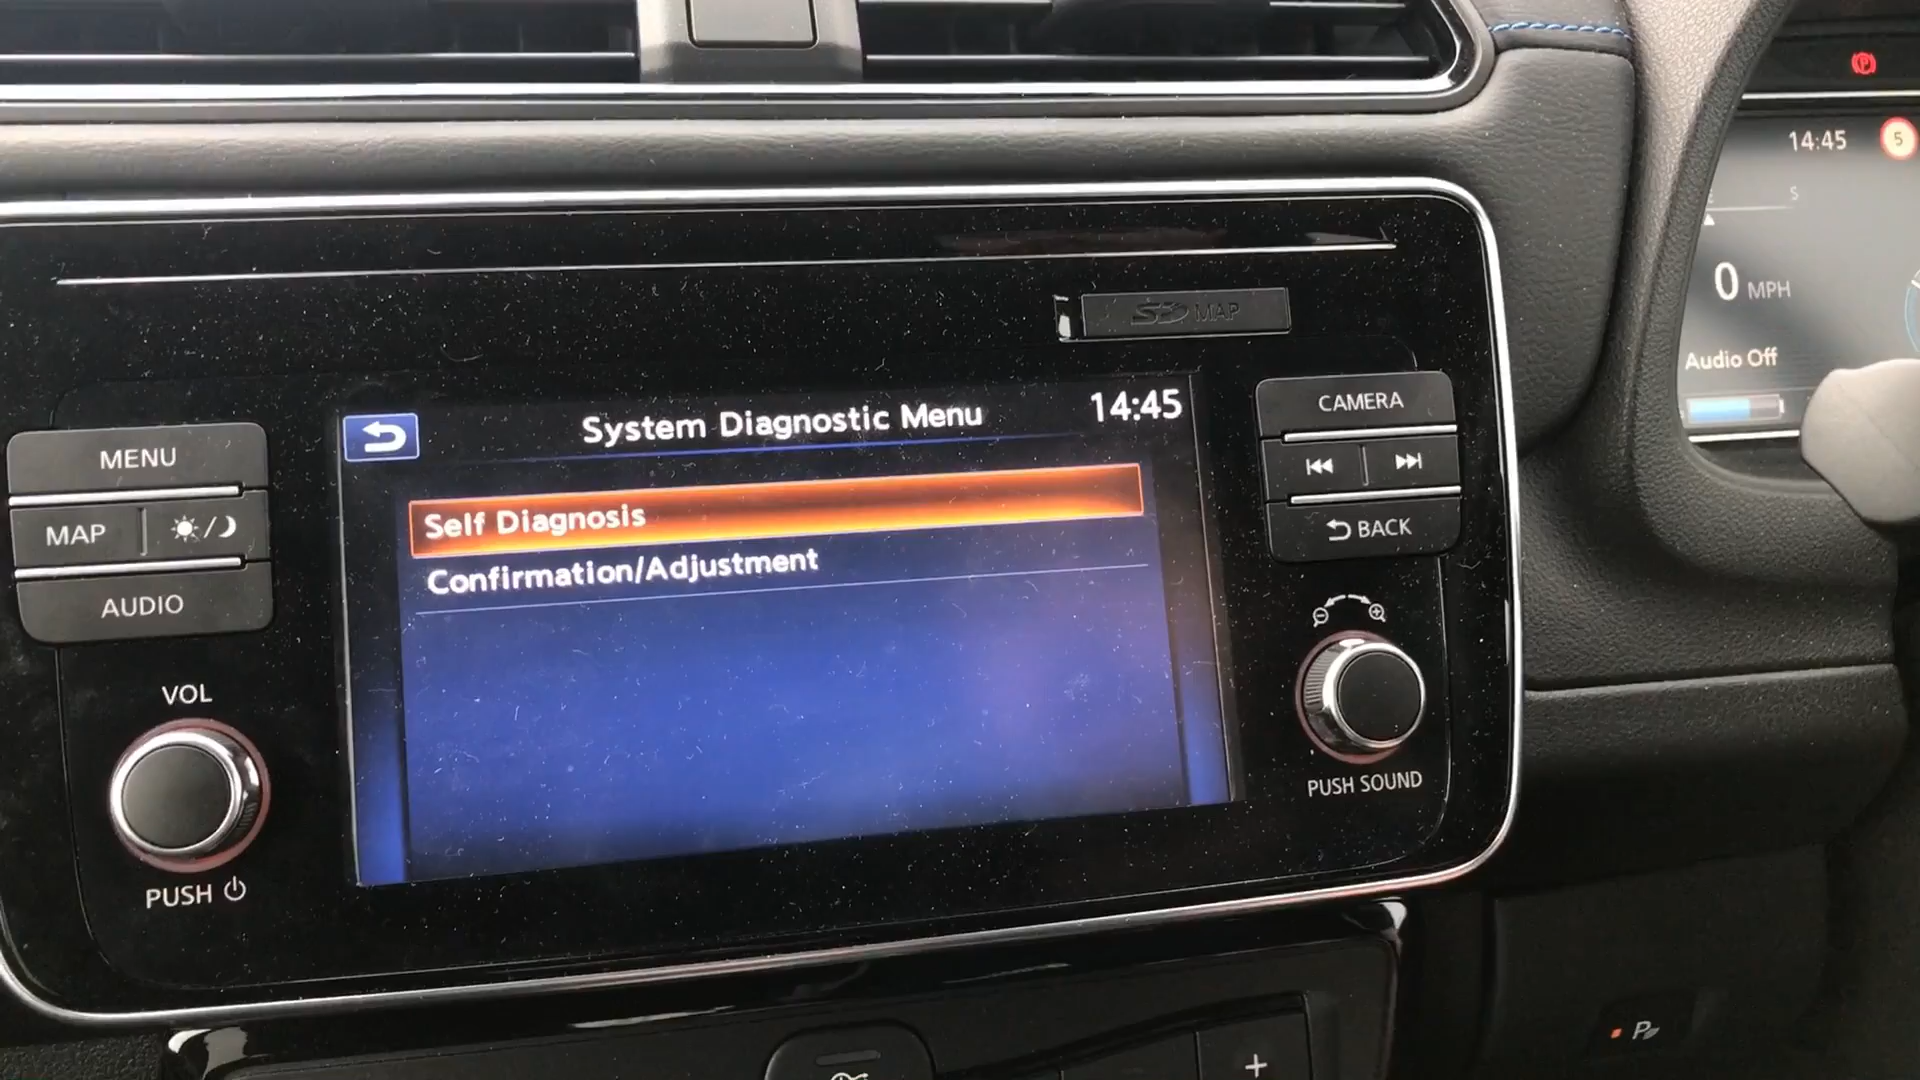 14:45
5
S
0 MPH
Audio Off
SD MAP
MENU
MAP
AUDIO
VOL
PUSH
System Diagnostic Menu
14:45
Self Diagnosis
Confirmation/Adjustment
CAMERA
BACK
PUSH SOUND
P
+